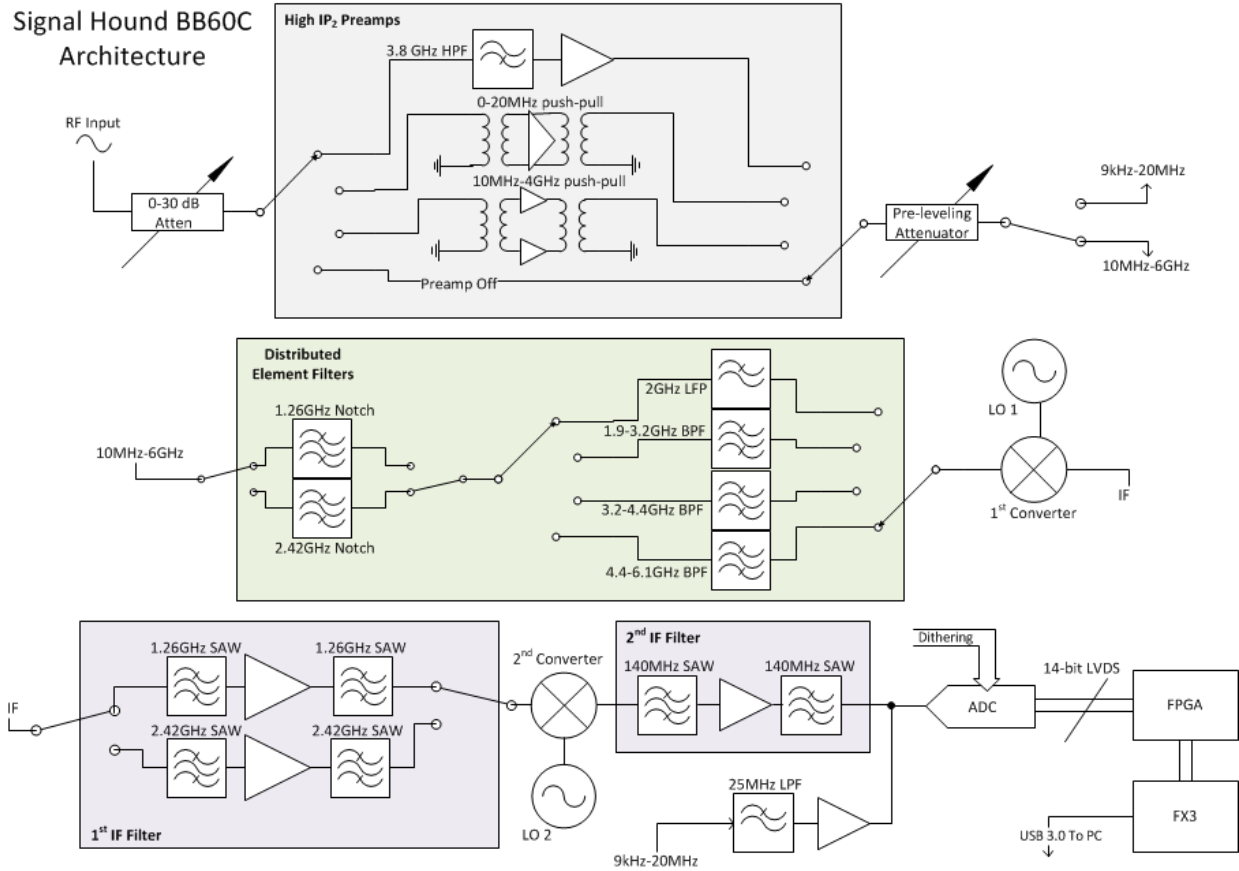 Signal Hound BB60C
Architecture
High IP2 Preamps
3.8 GHz HPF
0-20MHz push-pull
RF Input
0-30 dB
Atten
10MHz-4GHz push-pull
Preamp Off
Pre-leveling
Attenuator
9kHz-20MHz
10MHz-6GHz
Distributed
Element Filters
1.26GHz Notch
10MHz-6GHz
2.42GHz Notch
2GHz LFP
1.9-3.2GHz BPF
3.2-4.4GHz BPF
4.4-6.1GHz BPF
LO 1
1st Converter
IF
IF
1.26GHz SAW
1.26GHz SAW
2.42GHz SAW
2.42GHz SAW
1st IF Filter
2nd Converter
LO 2
2nd IF Filter
140MHz SAW
140MHz SAW
25MHz LPF
9kHz-20MHz
Dithering
ADC
14-bit LVDS
FPGA
FX3
USB 3.0 To PC